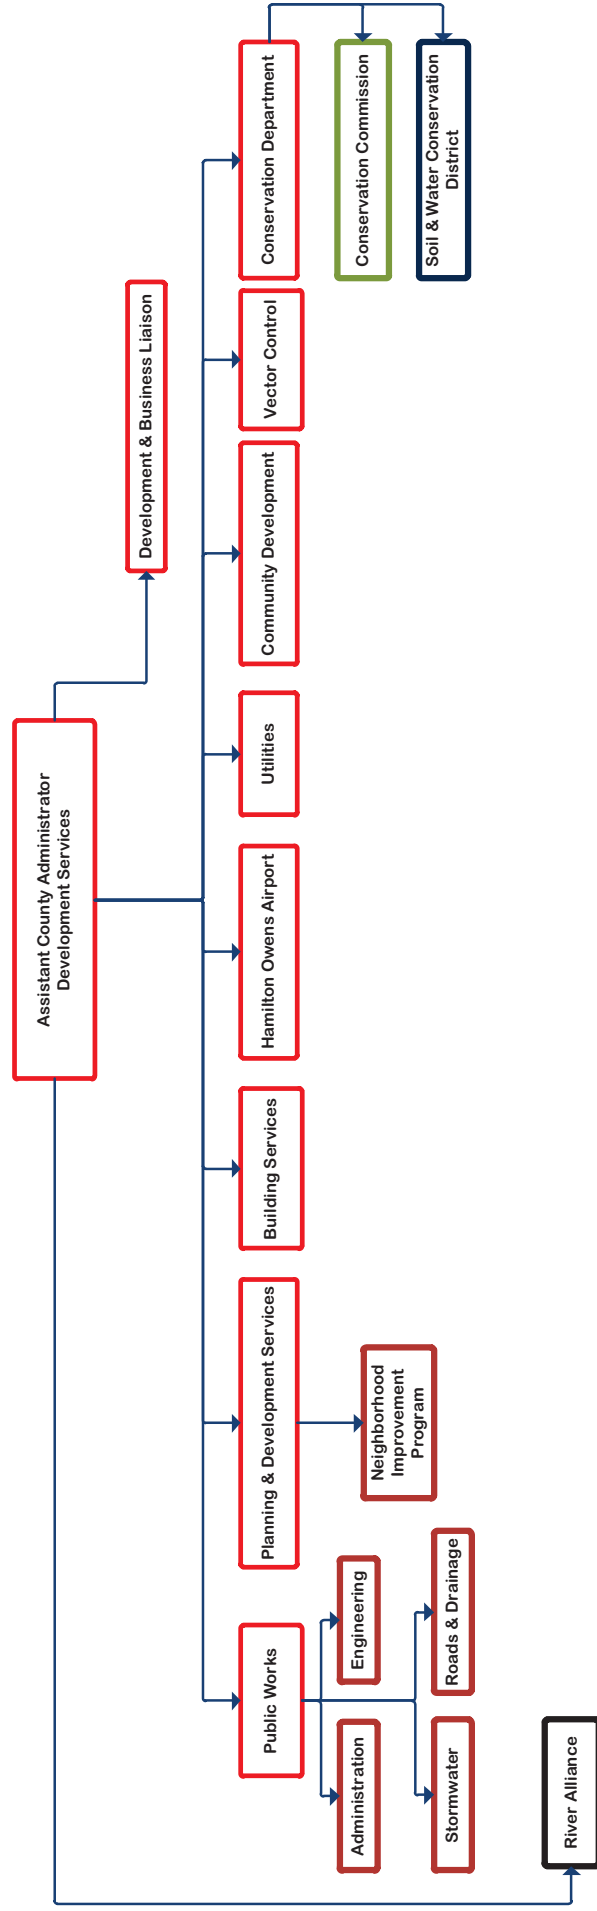 Assistant County Administrator
Development Services
Development & Business Liaison
Public Works
Planning & Development Services
Building Services
Hamilton Owens Airport
Utilities
Community Development
Vector Control
Conservation Department
Administration
Engineering
Neighborhood
Improvement
Program
Conservation Commission
Stormwater
Roads & Drainage
Soil & Water Conservation
District
River Alliance